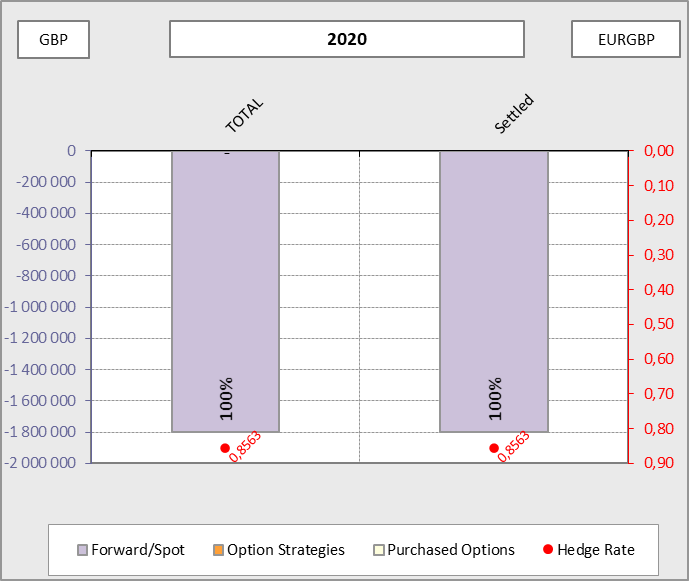 GBP
2020
EURGBP
TOTAL
Settled
0
-200 000
-400 000
-600 000
-800 000
-1 000 000
-1 200 000
-1 400 000
-1 600 000
-1 800 000
-2 000 000
0,00
0,10
0,20
0,30
0,40
0,50
0,60
0,70
0,80
0,90
-
100%
100%
0,8563
0,8563
Forward/Spot
Option Strategies
Purchased Options
Hedge Rate